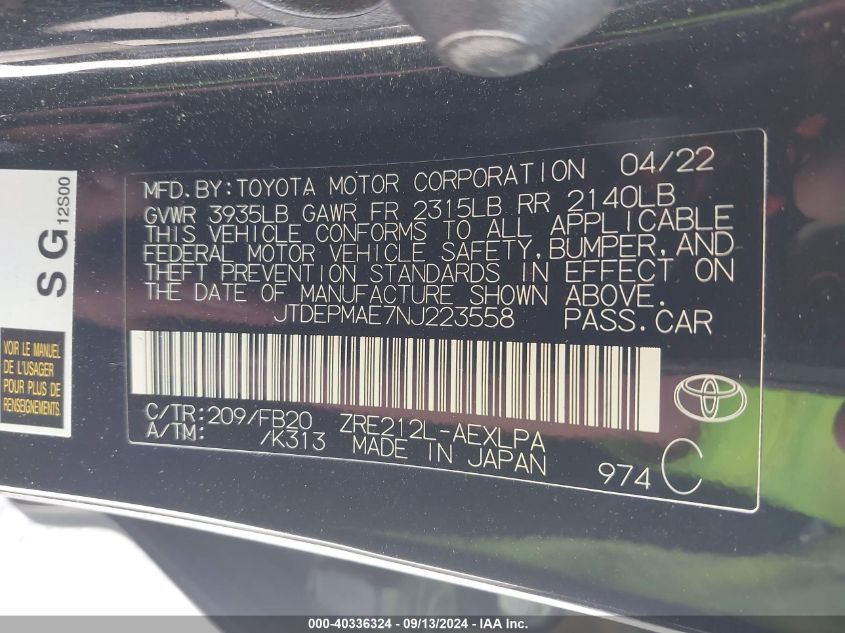 MFD.BY:TOYOTA MOTOR CORPORATION 04/22
GVWR 3935LB GAWR FR 2315LB RR 2140LB
THIS VEHICLE CONFORMS TO ALL APPLICABLE
FEDERAL MOTOR VEHICLE SAFETY,BUMPER,AND
THEFT PREVENTION STANDARDS IN EFFECT ON
THE DATE OF MANUFACTURE SHOWN ABOVE.
JTDEPMAE7NJ223558 PASS.CAR
C/TR:209/FB20 ZRE212L-AEXLPA
A/TM: /K313 MADE IN JAPAN
974 C
SG
12S00
VOIR LE MANUEL
DE L'USAGER
POUR PLUS DE
RENSEIGNEMENTS.
000-40336324 - 09/13/2024 - IAA Inc.